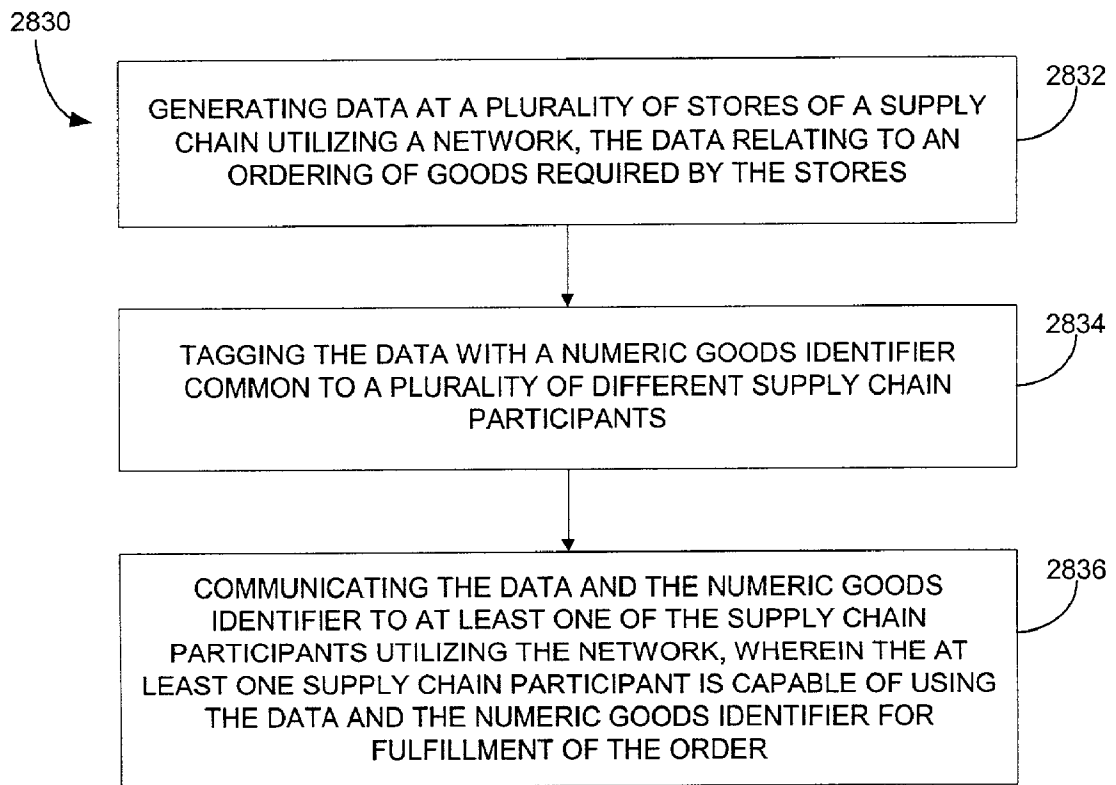 2830
2832
GENERATING DATA AT A PLURALITY OF STORES OF A SUPPLY
CHAIN UTILIZING A NETWORK, THE DATA RELATING TO AN
ORDERING OF GOODS REQUIRED BY THE STORES
2834
TAGGING THE DATA WITH A NUMERIC GOODS IDENTIFIER
COMMON TO A PLURALITY OF DIFFERENT SUPPLY CHAIN
PARTICIPANTS
2836
COMMUNICATING THE DATA AND THE NUMERIC GOODS
IDENTIFIER TO AT LEAST ONE OF THE SUPPLY CHAIN
PARTICIPANTS UTILIZING THE NETWORK, WHEREIN THE AT
LEAST ONE SUPPLY CHAIN PARTICIPANT IS CAPABLE OF USING
THE DATA AND THE NUMERIC GOODS IDENTIFIER FOR
FULFILLMENT OF THE ORDER